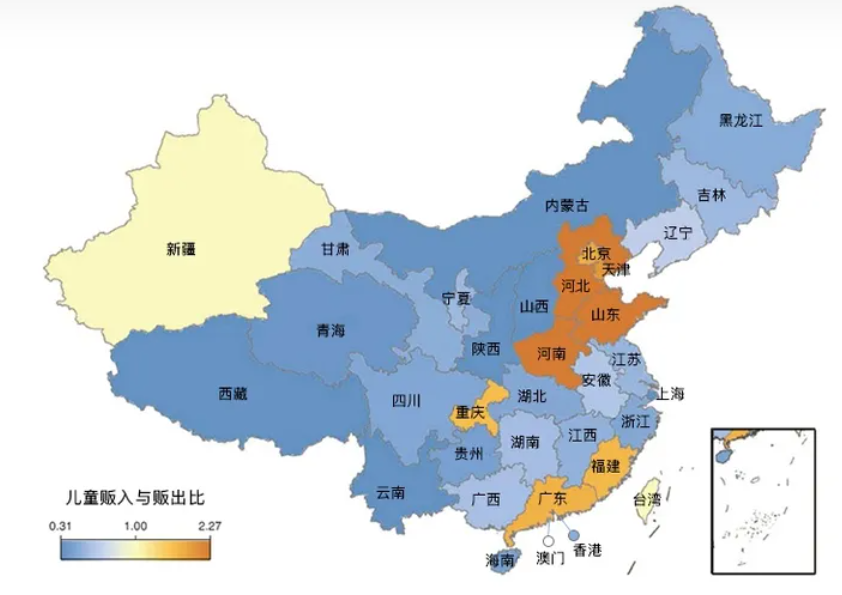 黑龙江
吉林
内蒙古
辽宁
新疆
甘肃
北京
天津
河北
宁夏
山西
山东
青海
陕西
河南
江苏
安徽
西藏
四川
湖北
上海
重庆
浙江
湖南
江西
贵州
福建
云南
广西
广东
台湾
儿童贩入与贩出比
0.31 1.00 2.27
海南
澳门
香港